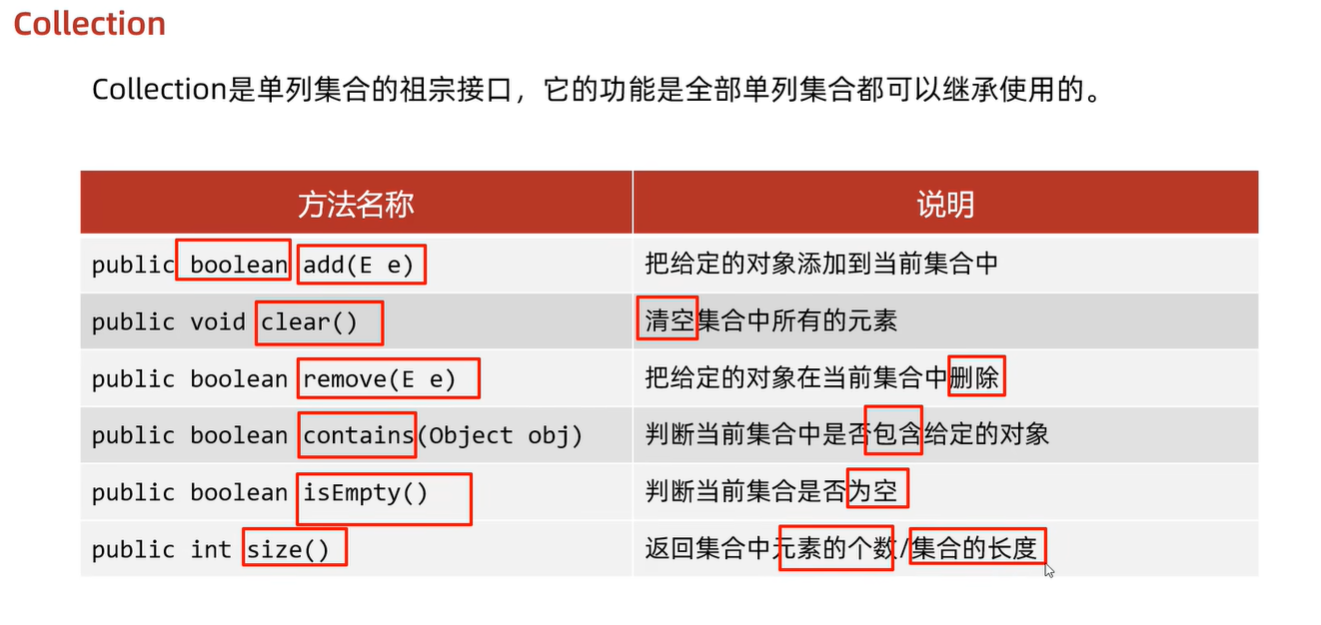 Collection
Collection是单列集合的祖宗接口，它的功能是全部单列集合都可以继承使用的。
方法名称 说明
public boolean add(E e) 把给定的对象添加到当前集合中
public void clear() 清空集合中所有的元素
public boolean remove(E e) 把给定的对象在当前集合中删除
public boolean contains(Object obj) 判断当前集合中是否包含给定的对象
public boolean isEmpty() 判断当前集合是否为空
public int size() 返回集合中元素的个数/集合的长度